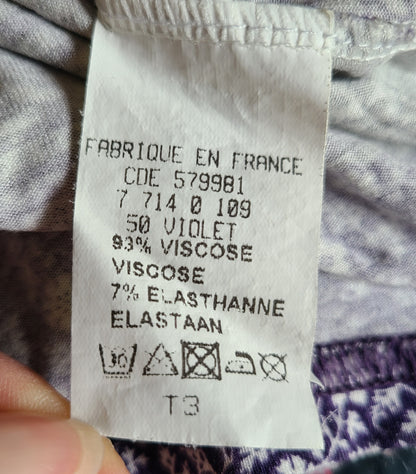 FABRIQUE EN FRANCE
CDE 579981
7 714 0 109
50 VIOLET
93% VISCOSE
VISCOSE
7% ELASTHANNE
ELASTAAN
30
T3